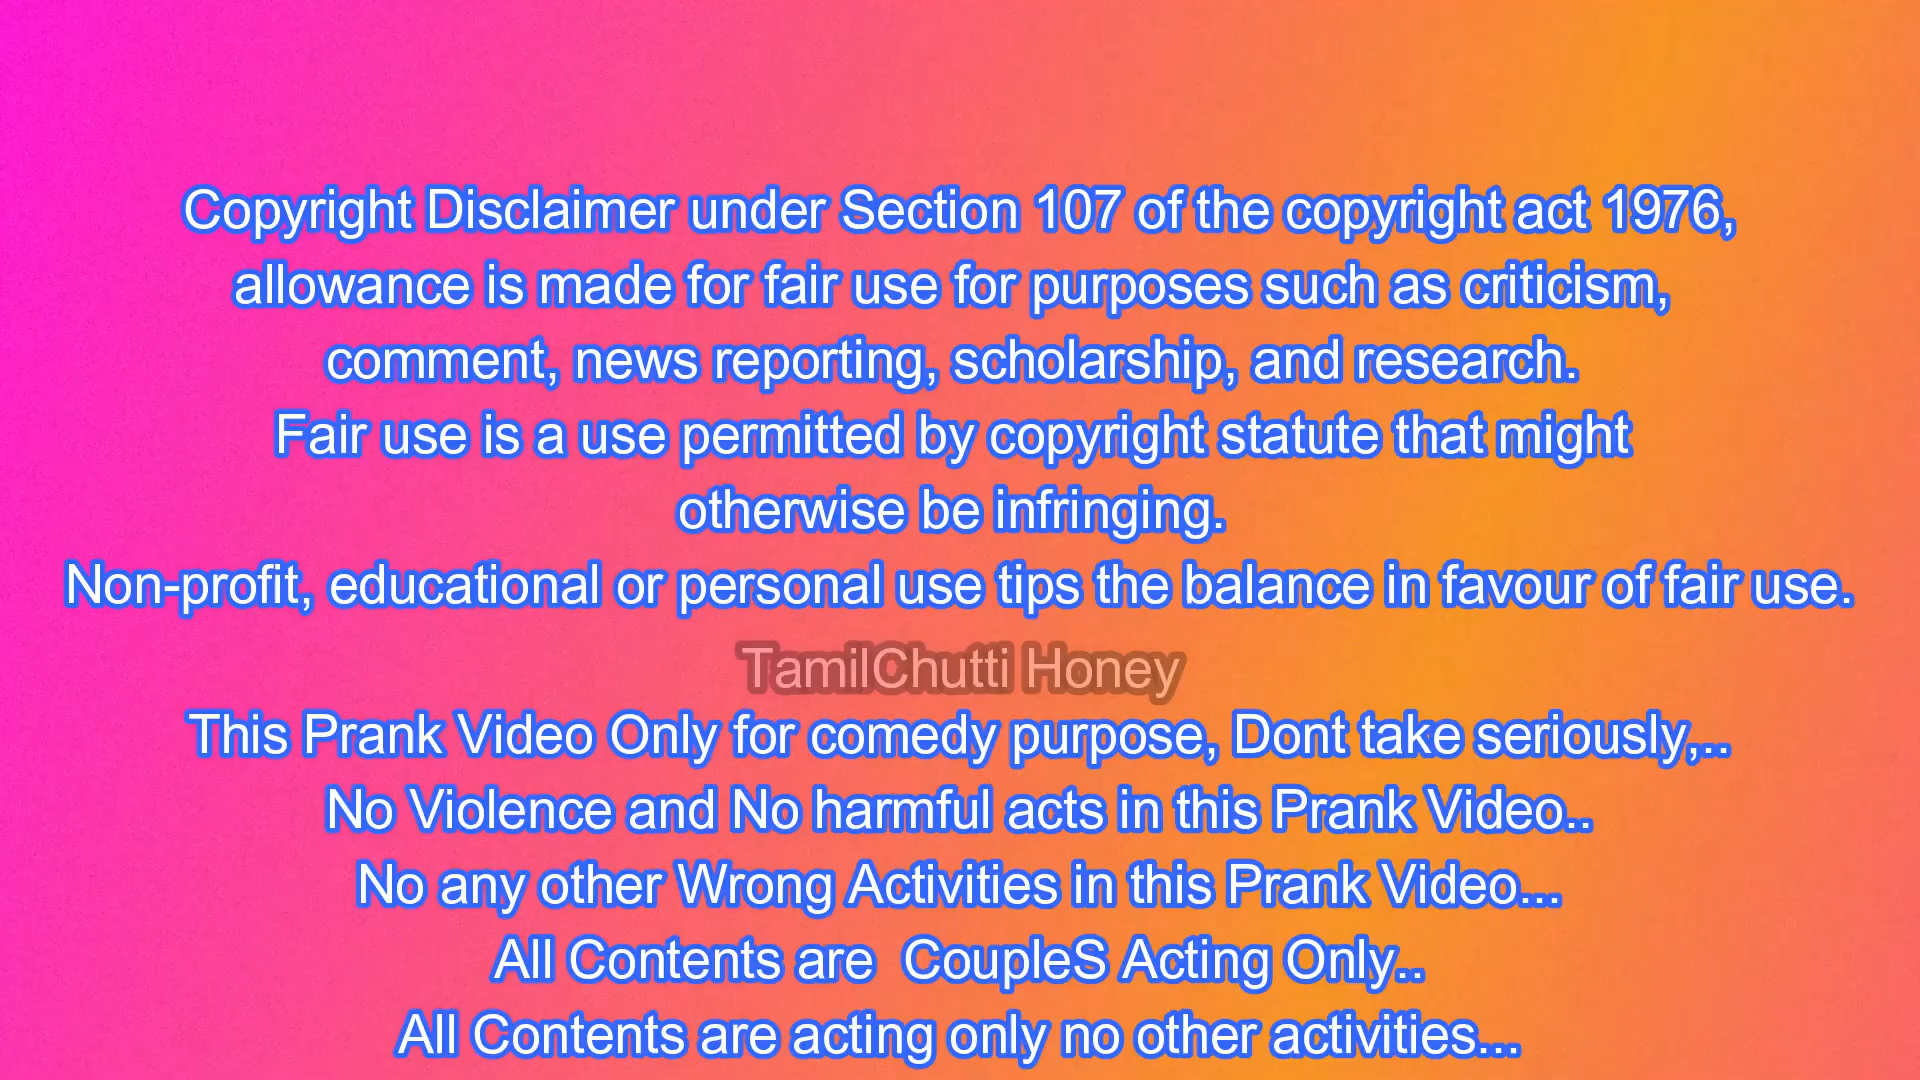 Copyright Disclaimer under Section 107 of the copyright act 1976,
allowance is made for fair use for purposes such as criticism,
comment, news reporting, scholarship, and research.
Fair use is a use permitted by copyright statute that might
otherwise be infringing.
Non-profit, educational or personal use tips the balance in favour of fair use.
TamilChutti Honey
This Prank Video Only for comedy purpose, Dont take seriously,..
No Violence and No harmful acts in this Prank Video..
No any other Wrong Activities in this Prank Video...
All Contents are  CoupleS Acting Only..
All Contents are acting only no other activities...